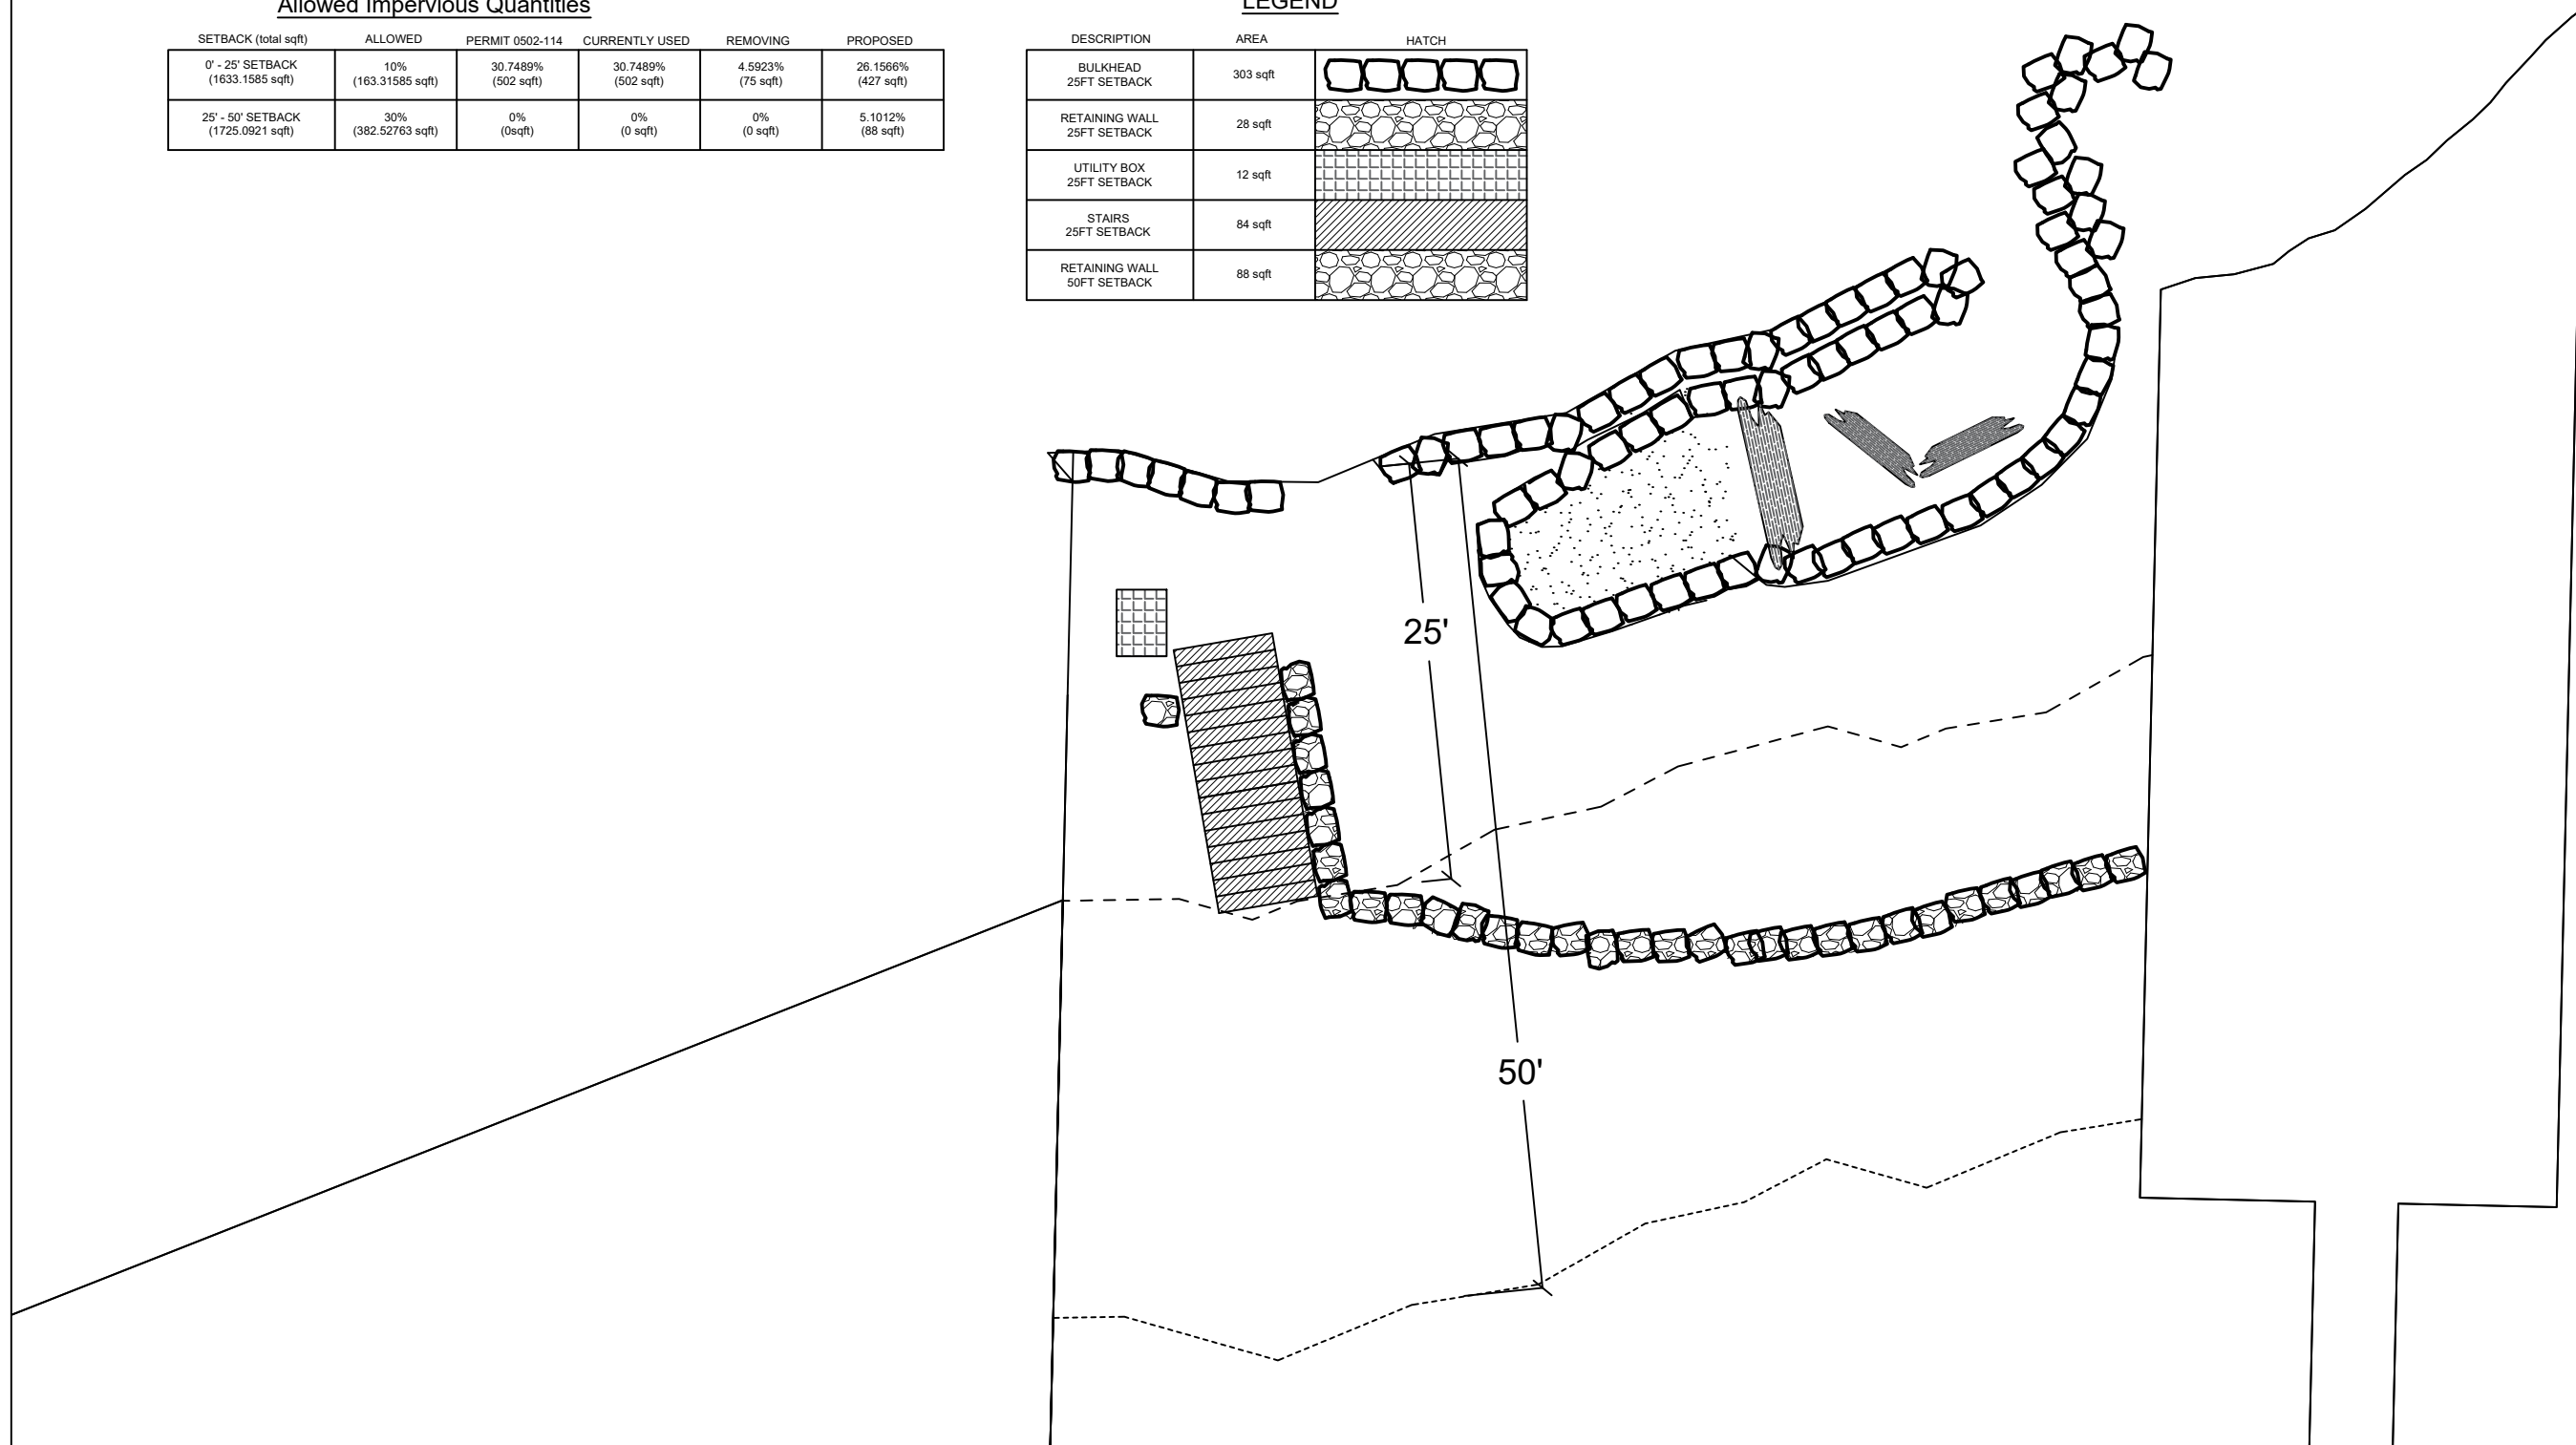 Allowed Impervious Quantities
SETBACK (total sqft) ALLOWED PERMIT 0502-114 CURRENTLY USED REMOVING PROPOSED
0' - 25' SETBACK
(1633.1585 sqft)
10%
(163.31585 sqft)
30.7489%
(502 sqft)
30.7489%
(502 sqft)
4.5923%
(75 sqft)
26.1566%
(427 sqft)
25' - 50' SETBACK
(1725.0921 sqft)
30%
(382.52763 sqft)
0%
(0sqft)
0%
(0 sqft)
0%
(0 sqft)
5.1012%
(88 sqft)
LEGEND
DESCRIPTION AREA HATCH
BULKHEAD
25FT SETBACK
303 sqft
RETAINING WALL
25FT SETBACK
28 sqft
UTILITY BOX
25FT SETBACK
12 sqft
STAIRS
25FT SETBACK
84 sqft
RETAINING WALL
50FT SETBACK
88 sqft
25'
50'